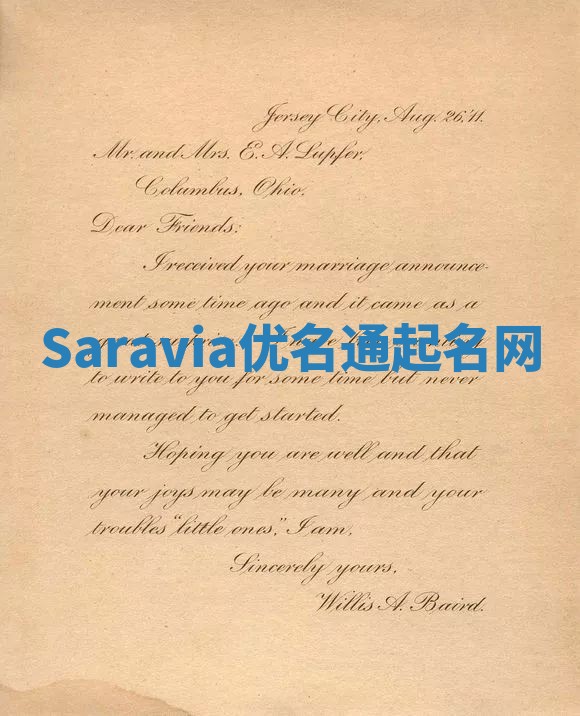 Jersey City, Aug. 26, '11.
Mr. and Mrs. E. A. Lupfer,
Columbus, Ohio.
Dear Friends:
I received your marriage announce-
ment some time ago and it came as a
Saravia优名通起名网
to write to you for some time but never
managed to get started.
Hoping you are well and that
your joys may be many and your
troubles "little ones," I am,
Sincerely yours,
Willis A. Baird.